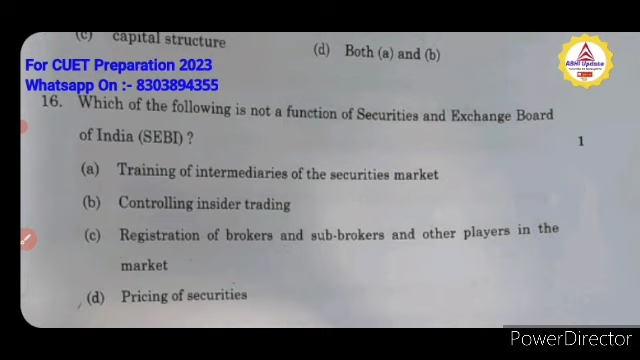 (c) capital structure
(d) Both (a) and (b)
For CUET Preparation 2023
Whatsapp On :- 8303894355
ABHI Update
16. Which of the following is not a function of Securities and Exchange Board
of India (SEBI) ?
1
(a) Training of intermediaries of the securities market
(b) Controlling insider trading
(c) Registration of brokers and sub-brokers and other players in the
market
(d) Pricing of securities
PowerDirector